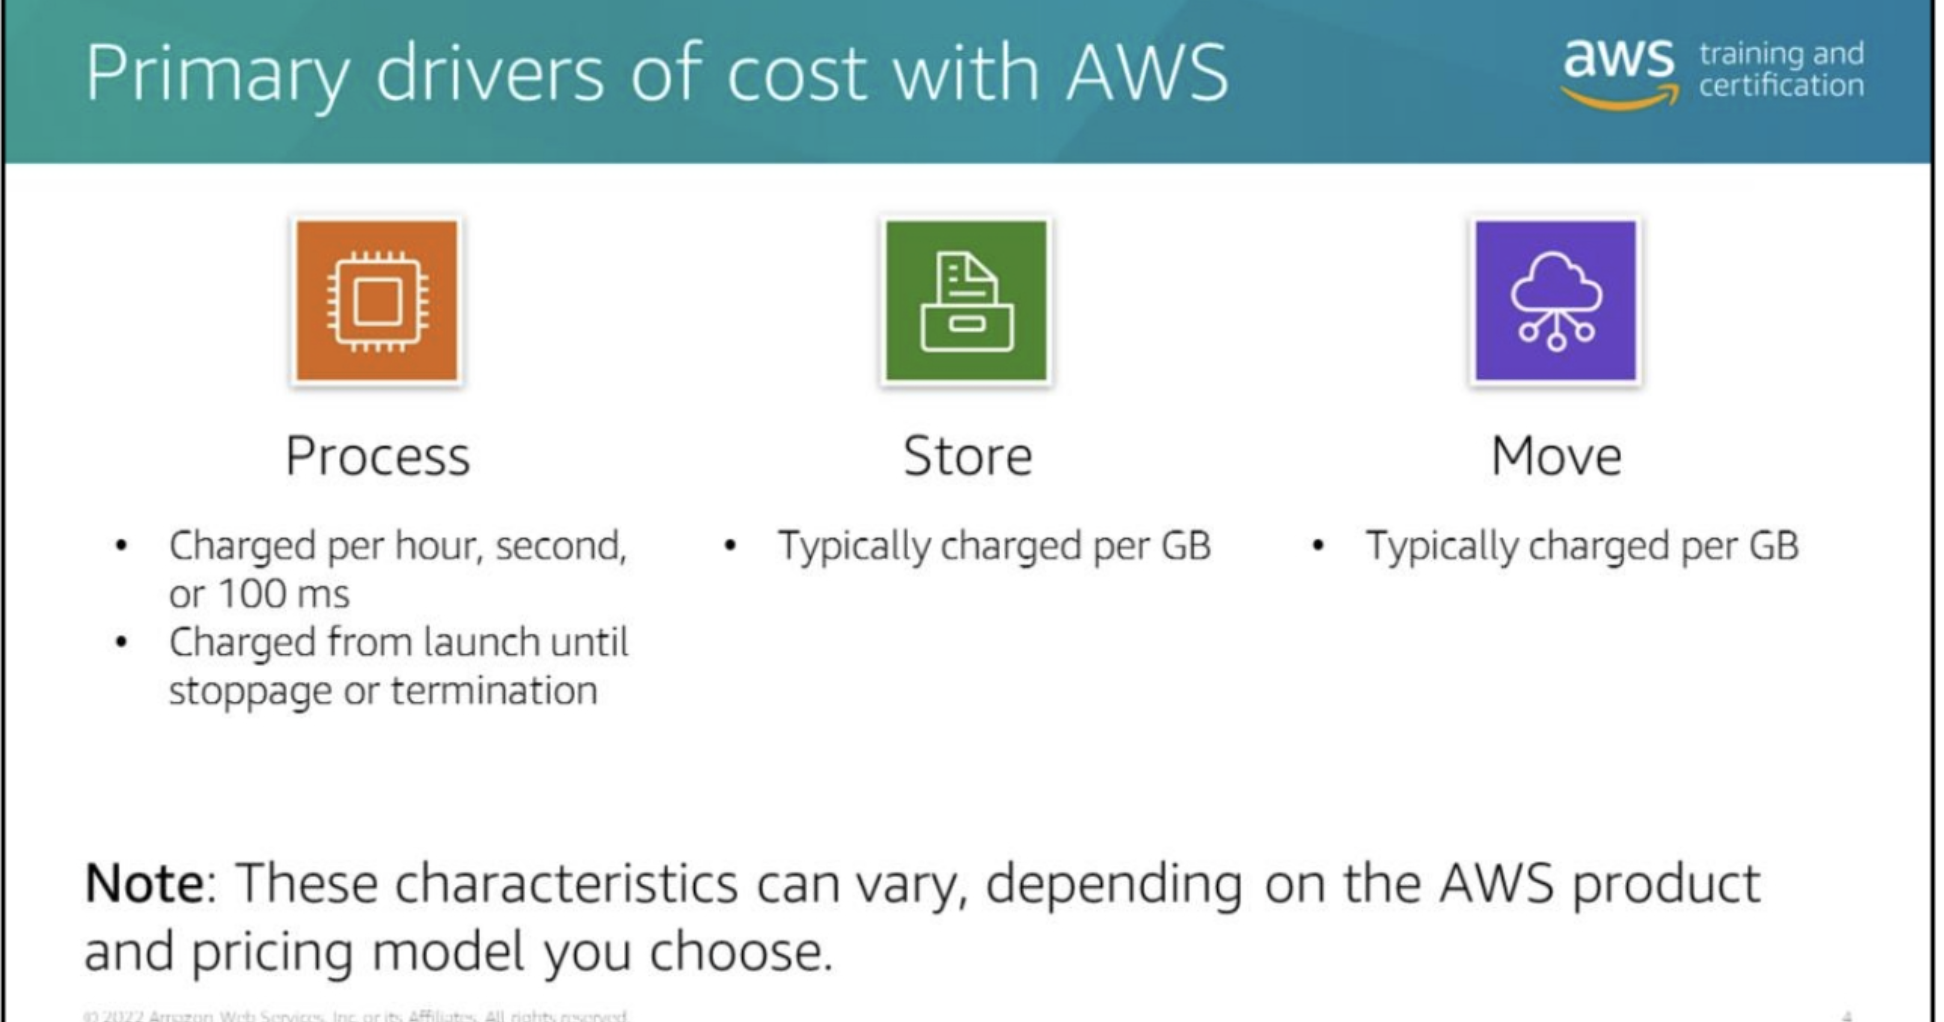 Primary drivers of cost with AWS
aws training and
certification
Process
• Charged per hour, second,
or 100 ms
• Charged from launch until
stoppage or termination
Store
• Typically charged per GB
Move
• Typically charged per GB
Note: These characteristics can vary, depending on the AWS product
and pricing model you choose.
© 2022 Amazon Web Services, Inc. or its Affiliates. All rights reserved.
4